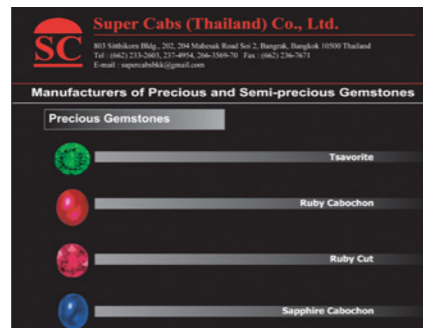 SC
Super Cabs (Thailand) Co., Ltd.
803 Sitthikorn Bldg., 202, 204 Mahesak Road Soi 2, Bangrak, Bangkok 10500 Thailand
Tel : (662) 233-2603, 237-4954, 266-3569-70 Fax : (662) 236-7671
E-mail : supercabsbkk@gmail.com
Manufacturers of Precious and Semi-precious Gemstones
Precious Gemstones
Tsavorite
Ruby Cabochon
Ruby Cut
Sapphire Cabochon